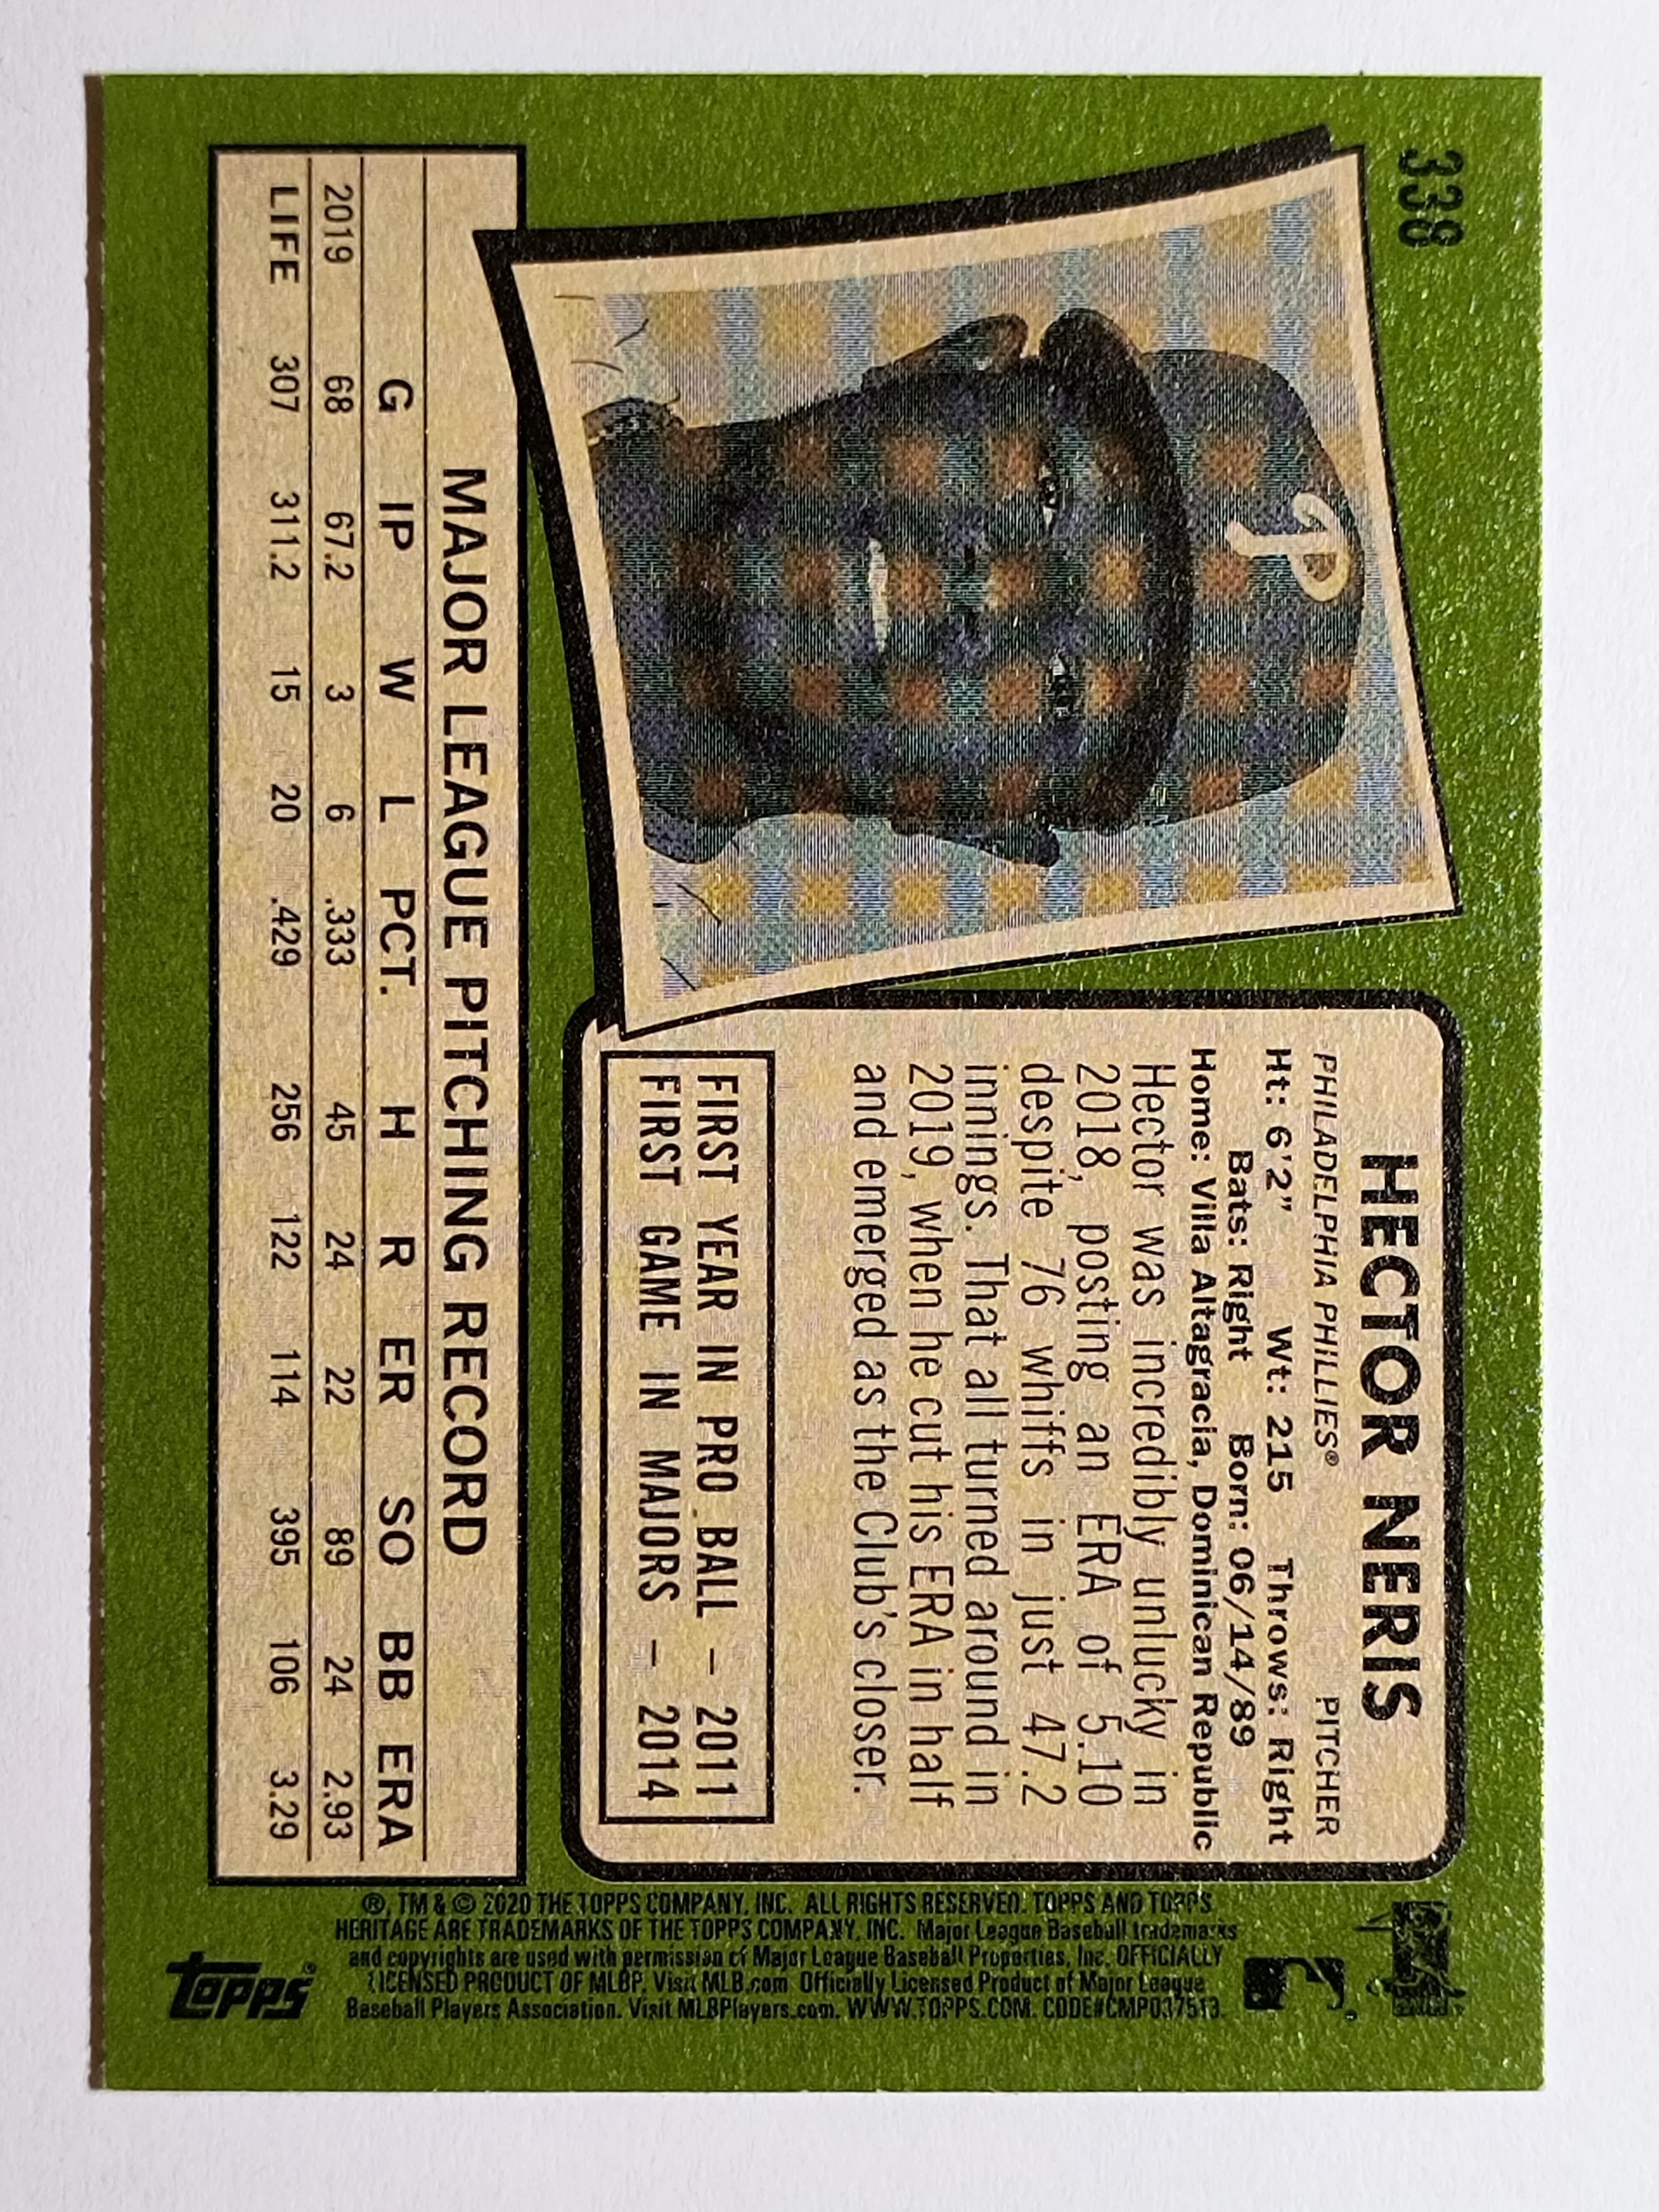 338
HECTOR NERIS
PHILADELPHIA PHILLIES® PITCHER
Ht: 6'2" Wt: 215 Throws: Right
Bats: Right Born: 06/14/89
Home: Villa Altagracia, Dominican Republic
Hector was incredibly unlucky in
2018, posting an ERA of 5.10
despite 76 whiffs in just 47.2
innings. That all turned around in
2019, when he cut his ERA in half
and emerged as the Club's closer.
FIRST YEAR IN PRO BALL – 2011
FIRST GAME IN MAJORS – 2014
P
MAJOR LEAGUE PITCHING RECORD
G IP W L PCT. H R ER SO BB ERA
2019 68 67.2 3 6 .333 45 24 22 89 24 2.93
LIFE 307 311.2 15 20 .429 256 122 114 395 106 3.29
®, TM & © 2020 THE TOPPS COMPANY, INC. ALL RIGHTS RESERVED. TOPPS AND TOPPS
HERITAGE ARE TRADEMARKS OF THE TOPPS COMPANY, INC. Major League Baseball trademarks
and copyrights are used with permission of Major League Baseball Properties, Inc. OFFICIALLY
LICENSED PRODUCT OF MLBP. Visit MLB.com Officially Licensed Product of Major League
Baseball Players Association. Visit MLBPlayers.com. WWW.TOPPS.COM. CODE#CMP037513.
TOPPS®